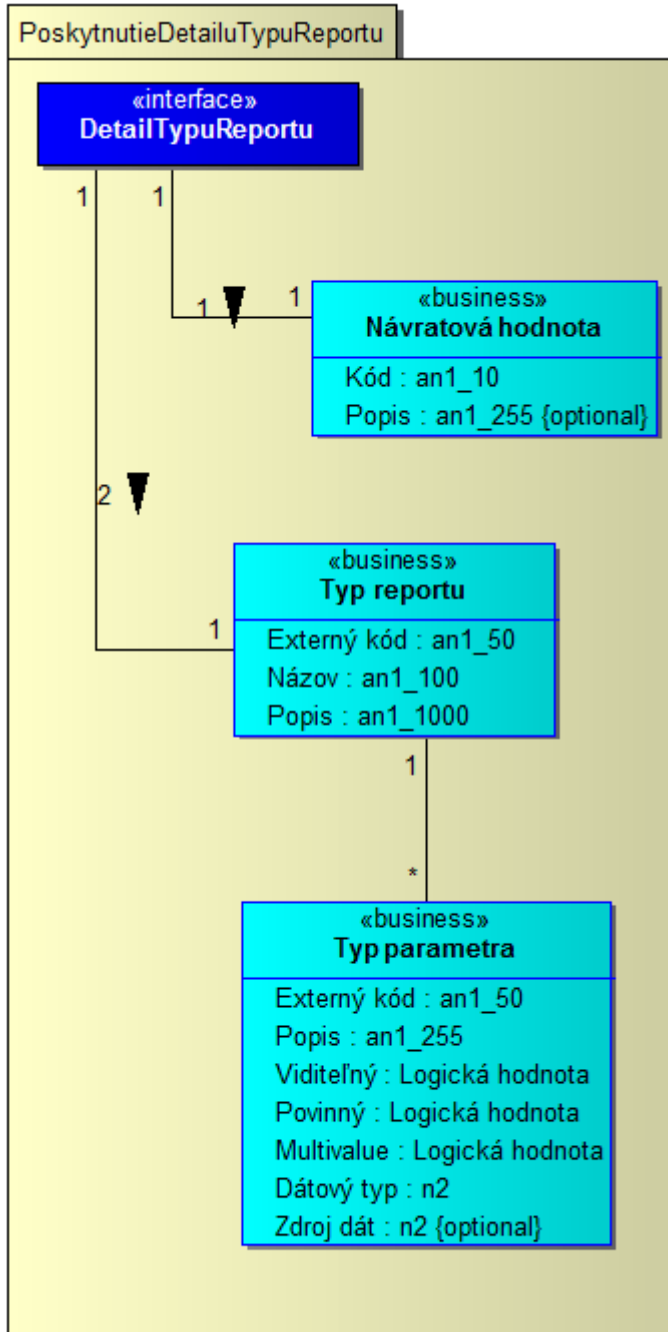 PoskytnutieDetailuTypuReportu
«interface»
DetailTypuReportu
1
1
1
1
«business»
Návratová hodnota
Kód : an1_10
Popis : an1_255 {optional}
2
1
«business»
Typ reportu
Externý kód : an1_50
Názov : an1_100
Popis : an1_1000
1
*
«business»
Typ parametra
Externý kód : an1_50
Popis : an1_255
Viditeľný : Logická hodnota
Povinný : Logická hodnota
Multivalue : Logická hodnota
Dátový typ : n2
Zdroj dát : n2 {optional}